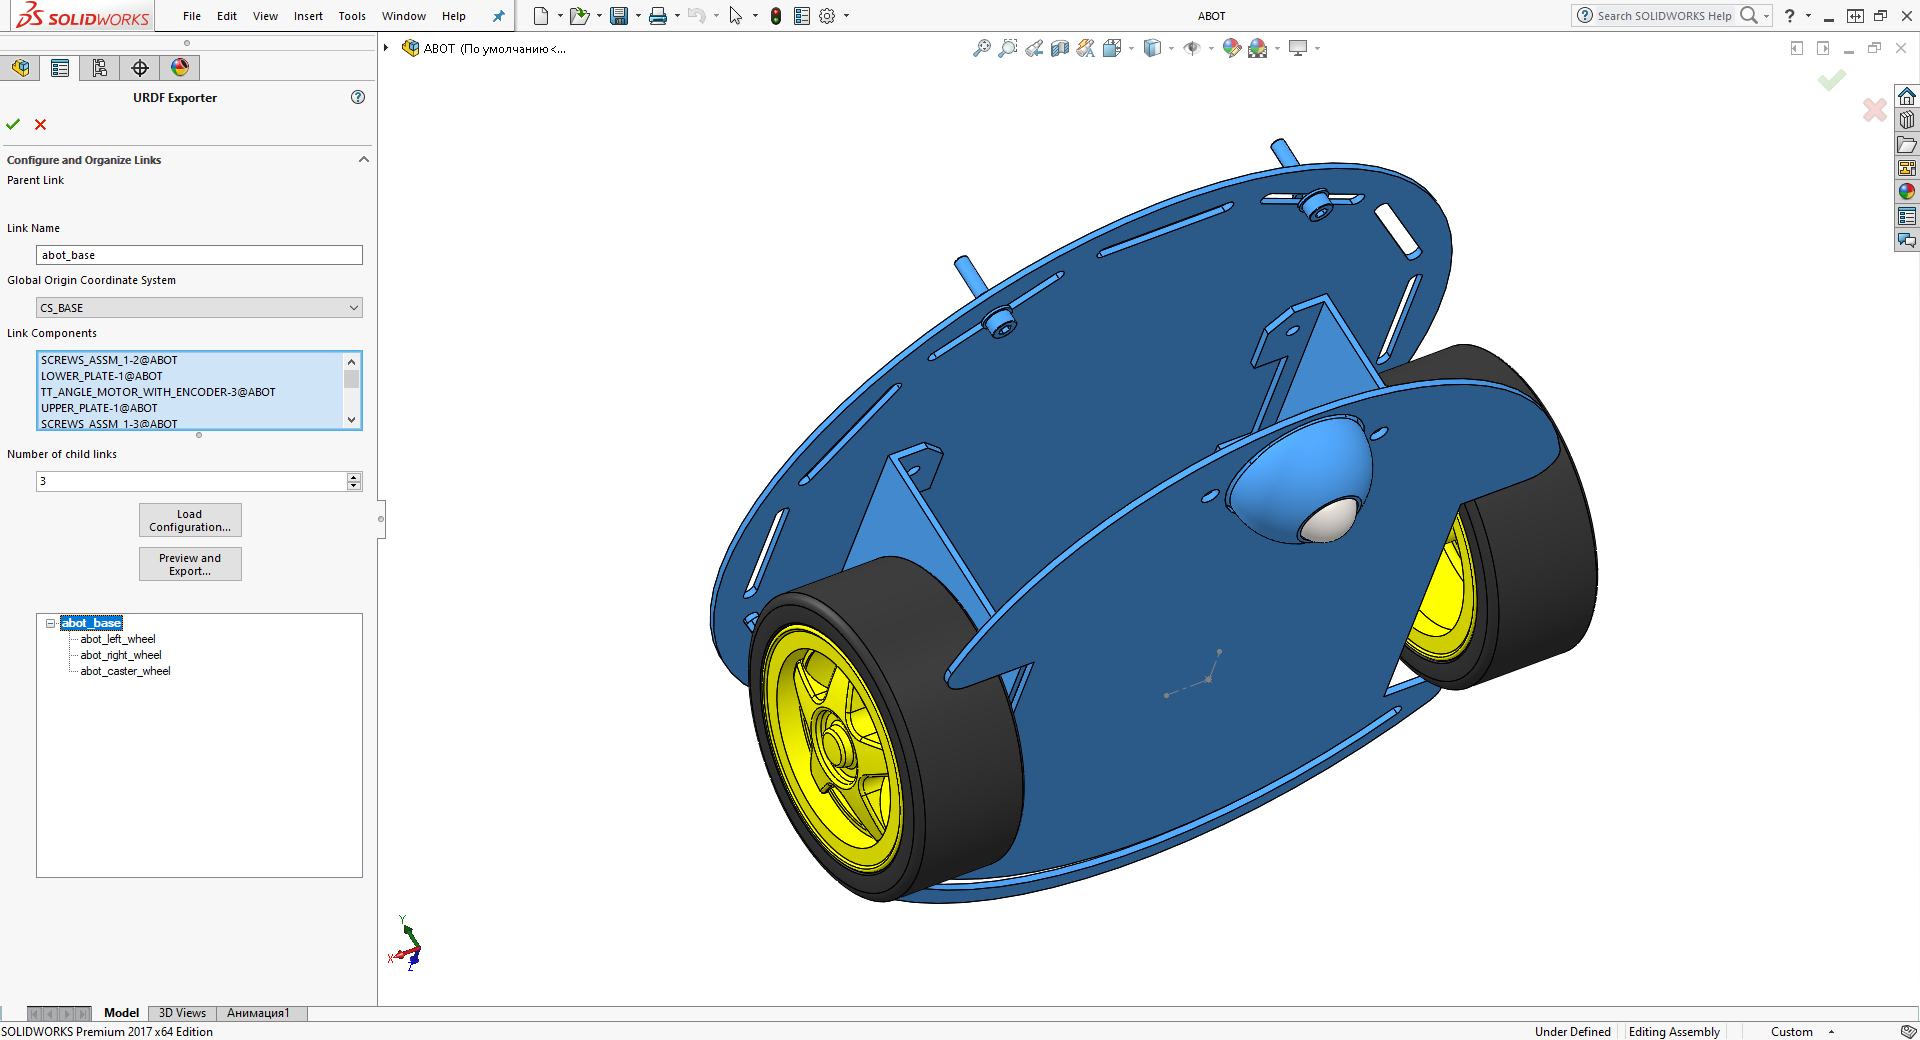 SOLIDWORKS File Edit View Insert Tools Window Help ABOT Search SOLIDWORKS Help ?
ABOT (По умолчанию<...
URDF Exporter ?
Configure and Organize Links
Parent Link
Link Name
abot_base
Global Origin Coordinate System
CS_BASE
Link Components
SCREWS_ASSM_1-2@ABOT
LOWER_PLATE-1@ABOT
TT_ANGLE_MOTOR_WITH_ENCODER-3@ABOT
UPPER_PLATE-1@ABOT
SCREWS_ASSM_1-3@ABOT
Number of child links
3
Load
Configuration...
Preview and
Export...
abot_base
abot_left_wheel
abot_right_wheel
abot_caster_wheel
Y
X
Z
Model 3D Views Анимация1
SOLIDWORKS Premium 2017 x64 Edition Under Defined Editing Assembly Custom